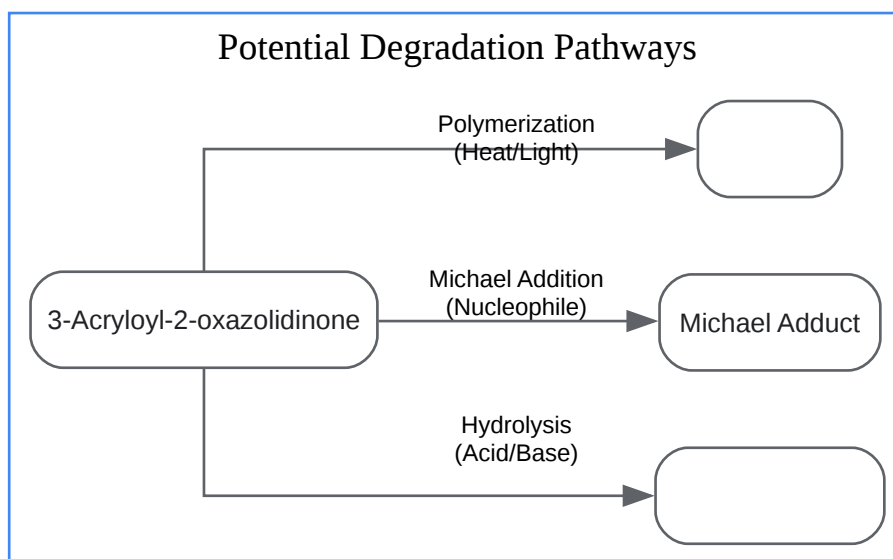 Potential Degradation Pathways
Polymerization
(Heat/Light)
Michael Addition
(Nucleophile)
3-Acryloyl-2-oxazolidinone
Michael Adduct
Hydrolysis
(Acid/Base)